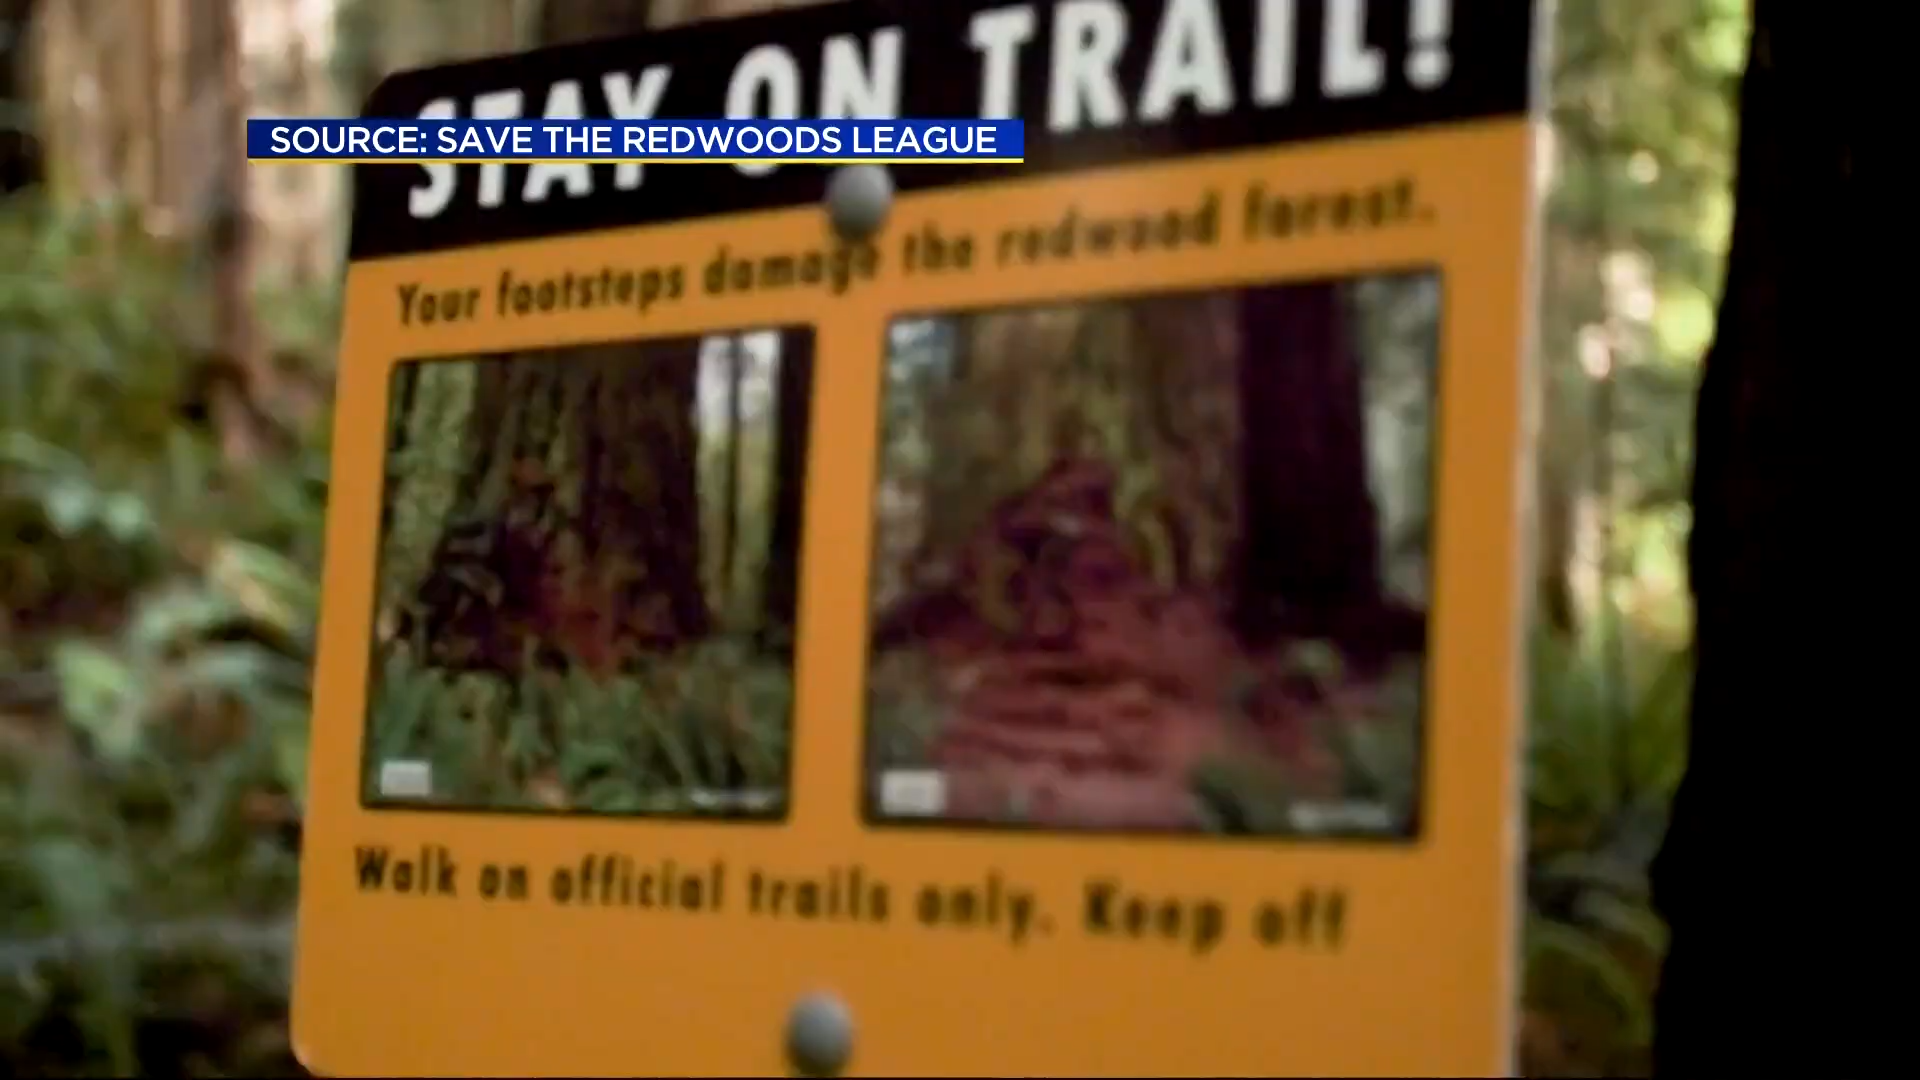 STAY ON TRAIL!
SOURCE: SAVE THE REDWOODS LEAGUE
Your footsteps damage the redwood forest.
Walk on official trails only. Keep off